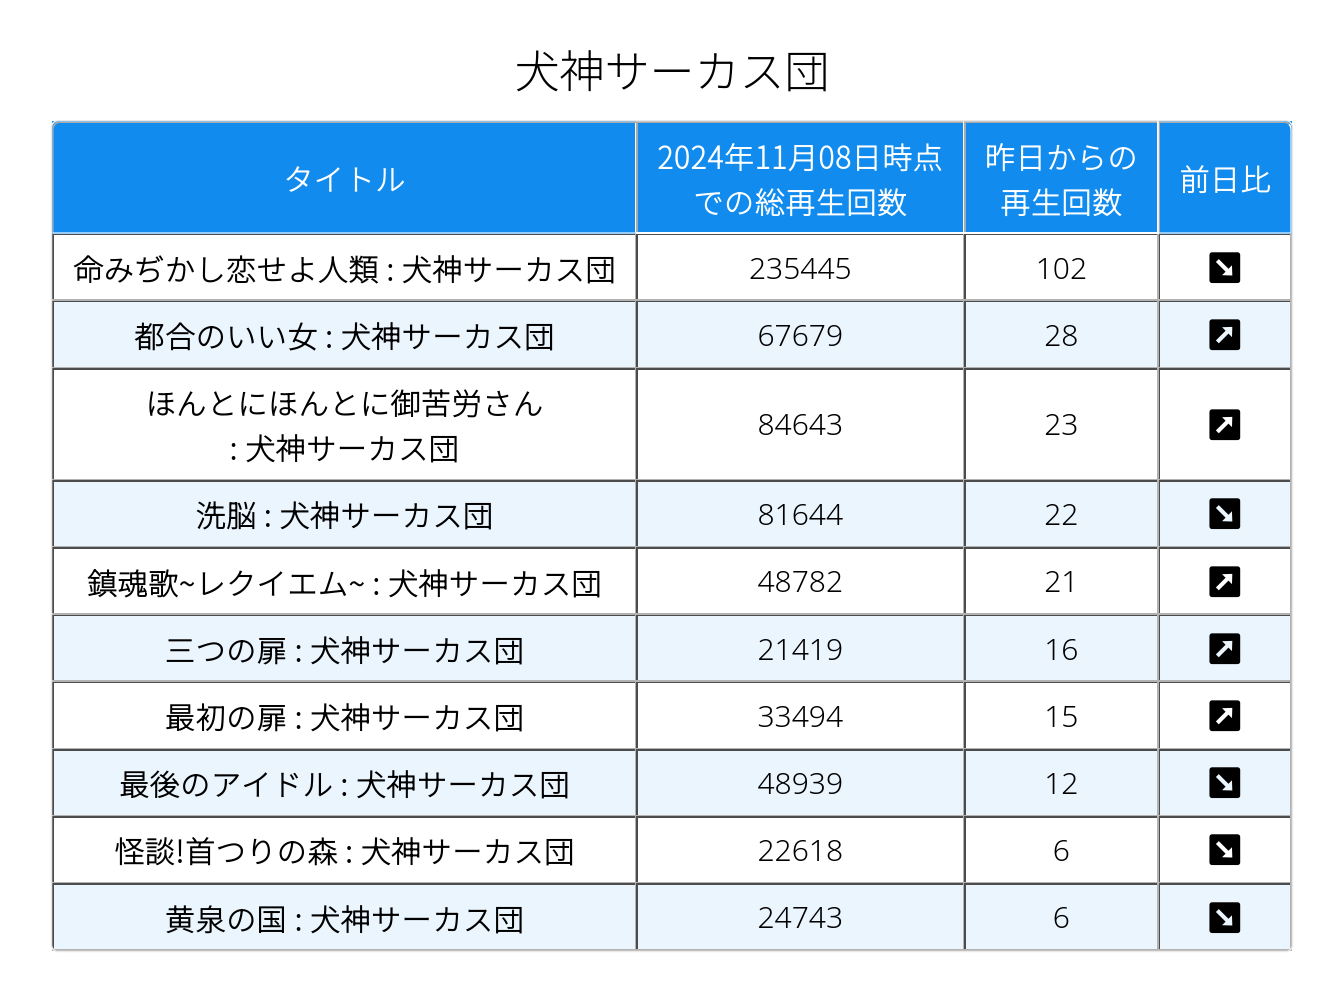 犬神サーカス団
タイトル
2024年11月08日時点
での総再生回数
昨日からの
再生回数
前日比
命みぢかし恋せよ人類 : 犬神サーカス団
235445
102
都合のいい女 : 犬神サーカス団
67679
28
ほんとにほんとに御苦労さん
: 犬神サーカス団
84643
23
洗脳 : 犬神サーカス団
81644
22
鎮魂歌~レクイエム~ : 犬神サーカス団
48782
21
三つの扉 : 犬神サーカス団
21419
16
最初の扉 : 犬神サーカス団
33494
15
最後のアイドル : 犬神サーカス団
48939
12
怪談!首つりの森 : 犬神サーカス団
22618
6
黄泉の国 : 犬神サーカス団
24743
6